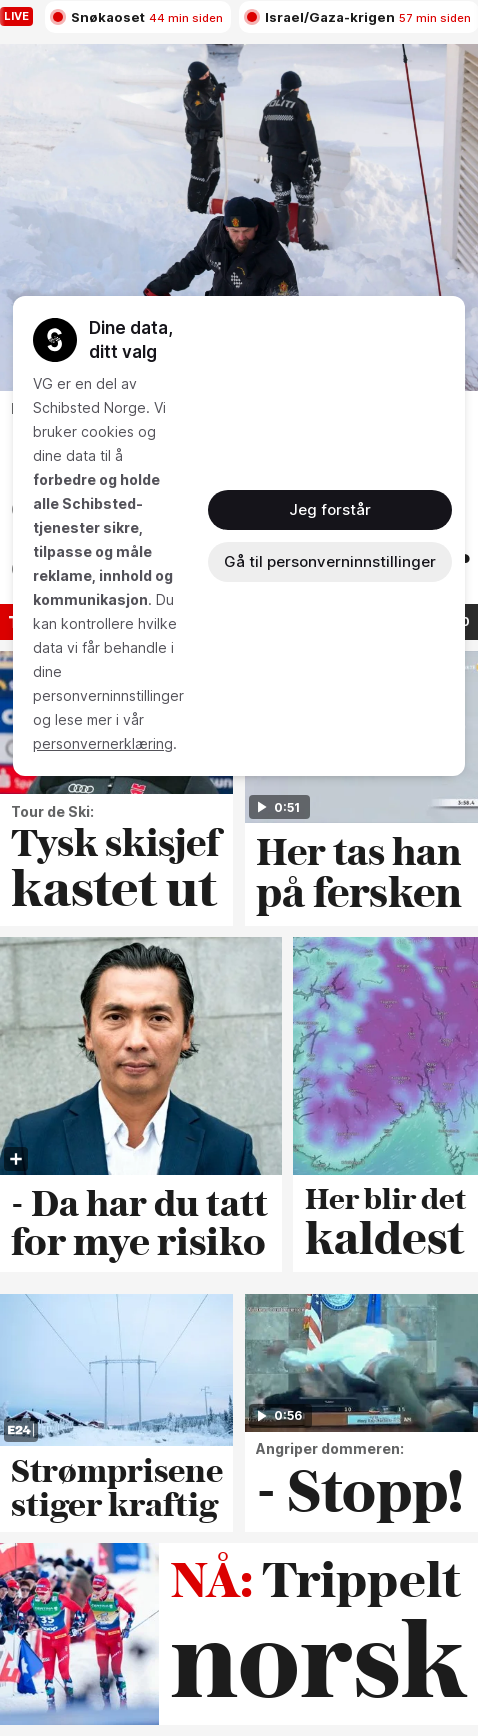 LIVE
Snøkaoset 44 min siden
Israel/Gaza-krigen 57 min siden
POLITI
Dine data,
ditt valg
VG er en del av
Schibsted Norge. Vi
bruker cookies og
dine data til å
forbedre og holde
alle Schibsted-
tjenester sikre,
tilpasse og måle
reklame, innhold og
kommunikasjon. Du
kan kontrollere hvilke
data vi får behandle i
dine
personverninnstillinger
og lese mer i vår
personvernerklæring.
Jeg forstår
Gå til personverninnstillinger
0:51
Tour de Ski:
Tysk skisjef
kastet ut
Her tas han
på fersken
- Da har du tatt
for mye risiko
Her blir det
kaldest
E24
Strømprisene
stiger kraftig
0:56
Angriper dommeren:
- Stopp!
35
NÅ: Trippelt
norsk